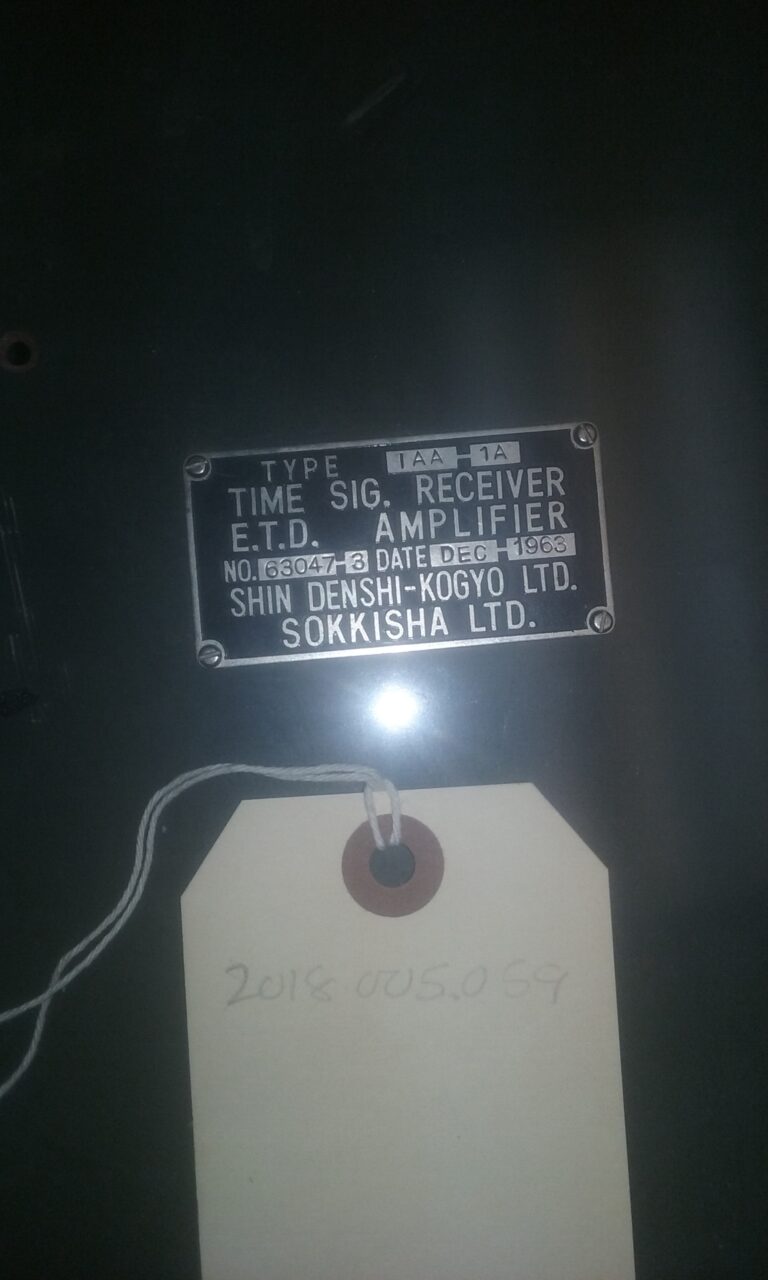 TYPE IAA-1A
TIME SIG. RECEIVER
E.T.D. AMPLIFIER
NO. 63047-3 DATE DEC-1963
SHIN DENSHI-KOGYO LTD.
SOKKISHA LTD.
2018.005.059